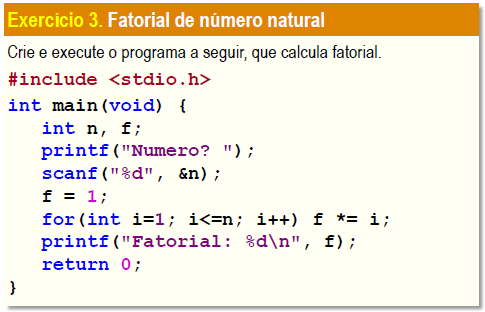 Exercício 3. Fatorial de número natural
Crie e execute o programa a seguir, que calcula fatorial.
#include <stdio.h>
int main(void) {
   int n, f;
   printf("Numero? ");
   scanf("%d", &n);
   f = 1;
   for(int i=1; i<=n; i++) f *= i;
   printf("Fatorial: %d\n", f);
   return 0;
}